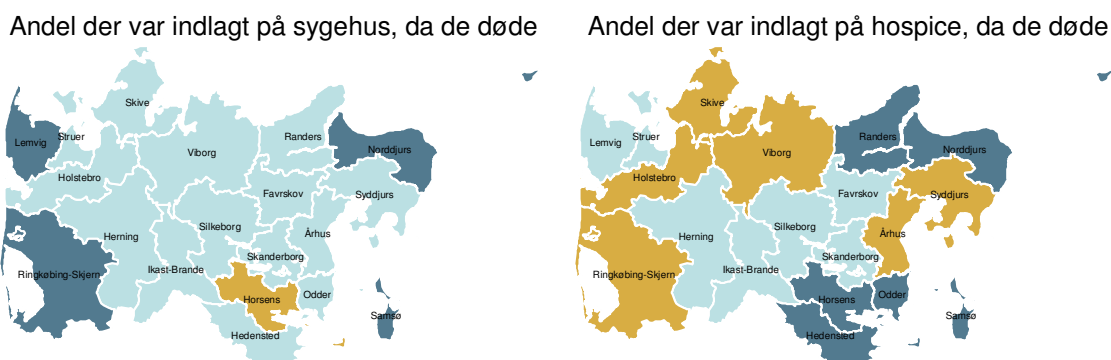 Andel der var indlagt på sygehus, da de døde
Skive
Lemvig
Struer
Randers
Norddjurs
Viborg
Holstebro
Favrskov
Syddjurs
Silkeborg
Herning
Århus
Skanderborg
Ikast-Brande
Ringkøbing-Skjern
Horsens
Odder
Samsø
Hedensted
Andel der var indlagt på hospice, da de døde
Skive
Lemvig
Struer
Randers
Norddjurs
Viborg
Holstebro
Favrskov
Syddjurs
Silkeborg
Herning
Århus
Skanderborg
Ikast-Brande
Ringkøbing-Skjern
Horsens
Odder
Samsø
Hedensted